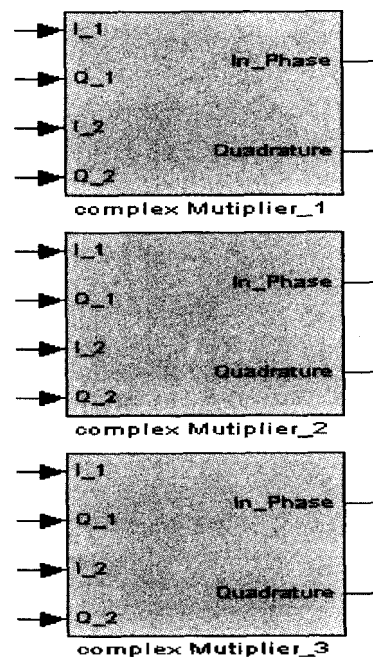 I_1
In_Phase
Q_1
I_2
Quadrature
Q_2
complex Mutiplier_1
I_1
In_Phase
Q_1
I_2
Quadrature
Q_2
complex Mutiplier_2
I_1
In_Phase
Q_1
I_2
Quadrature
Q_2
complex Mutiplier_3